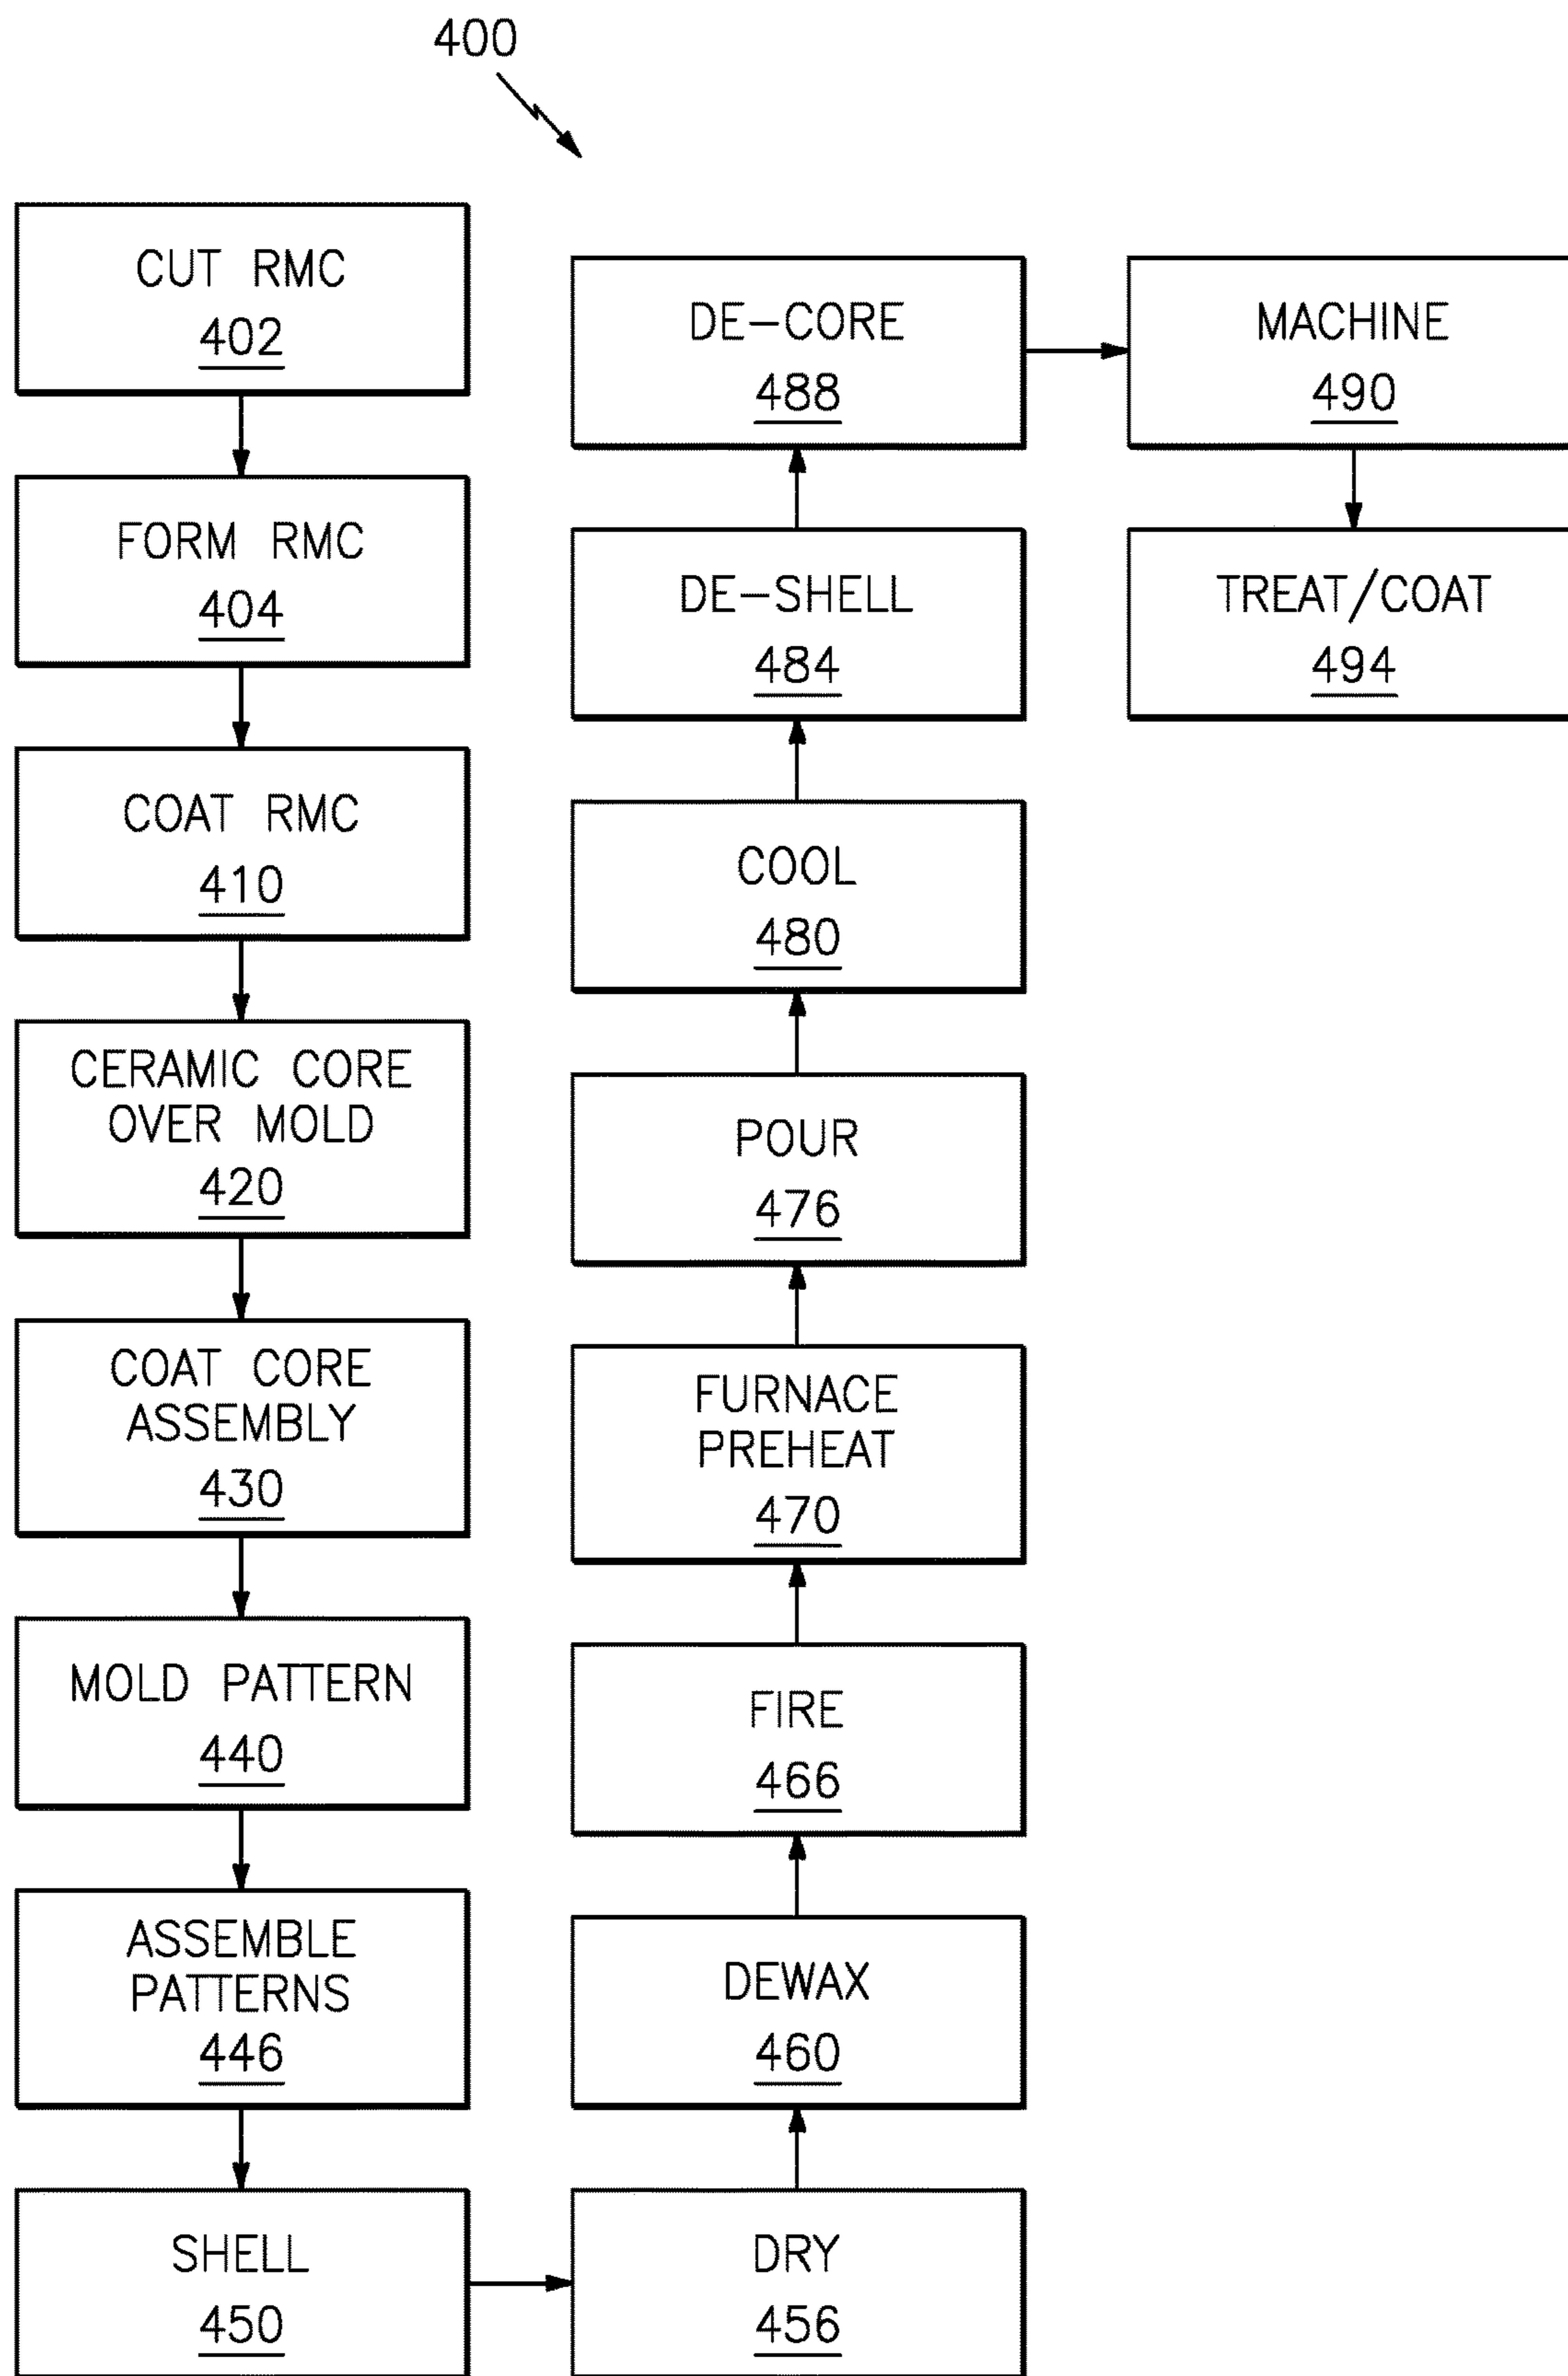 400
CUT RMC
402
FORM RMC
404
COAT RMC
410
CERAMIC CORE
OVER MOLD
420
COAT CORE
ASSEMBLY
430
MOLD PATTERN
440
ASSEMBLE
PATTERNS
446
SHELL
450
DRY
456
DEWAX
460
FIRE
466
FURNACE
PREHEAT
470
POUR
476
COOL
480
DE-SHELL
484
DE-CORE
488
MACHINE
490
TREAT/COAT
494